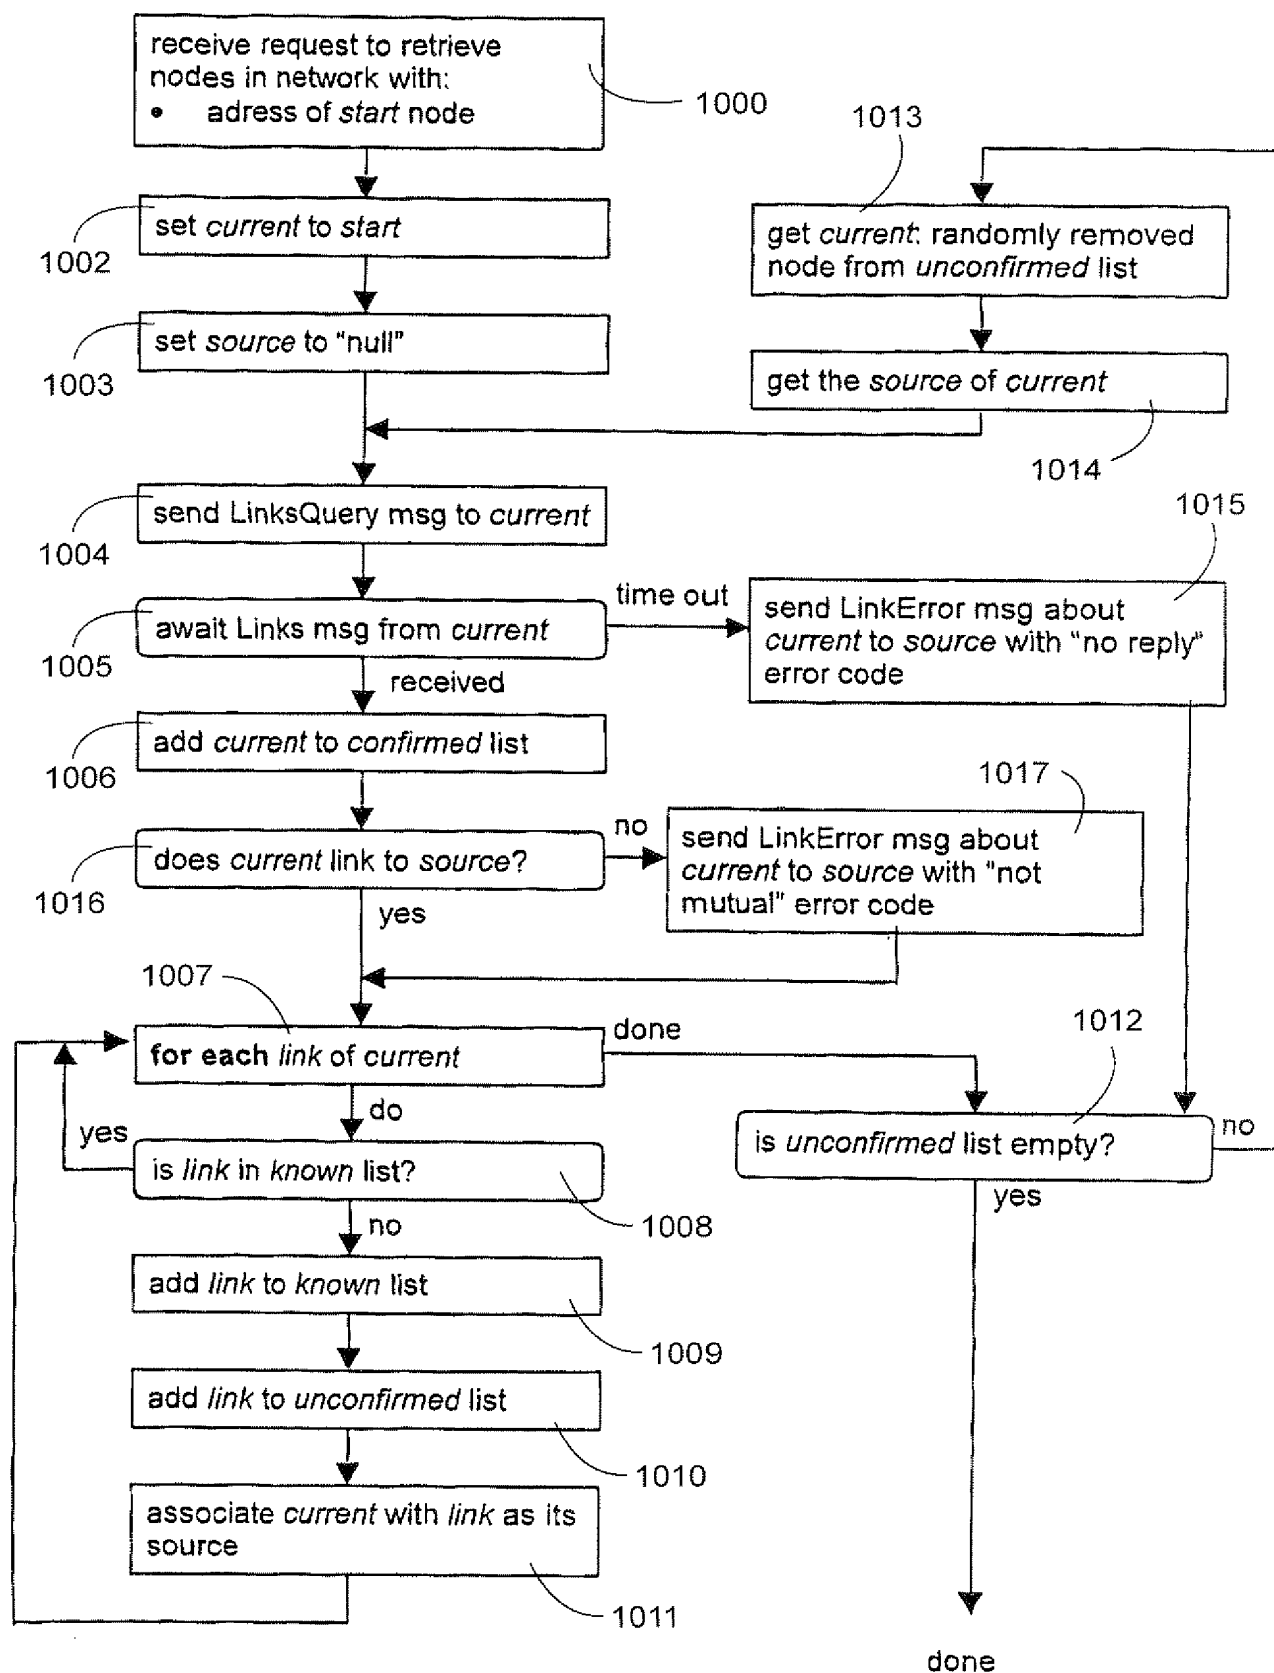 receive request to retrieve
nodes in network with:
• adress of start node
1000
set current to start
1002
set source to "null"
1003
1013
get current: randomly removed
node from unconfirmed list
get the source of current
1014
send LinksQuery msg to current
1004
await Links msg from current
1005
time out
received
1015
send LinkError msg about
current to source with "no reply"
error code
add current to confirmed list
1006
does current link to source?
1016
no
yes
1017
send LinkError msg about
current to source with "not
mutual" error code
1007
for each link of current
done
do
1012
is unconfirmed list empty?
no
yes
yes
is link in known list?
1008
no
add link to known list
1009
add link to unconfirmed list
1010
associate current with link as its
source
1011
done